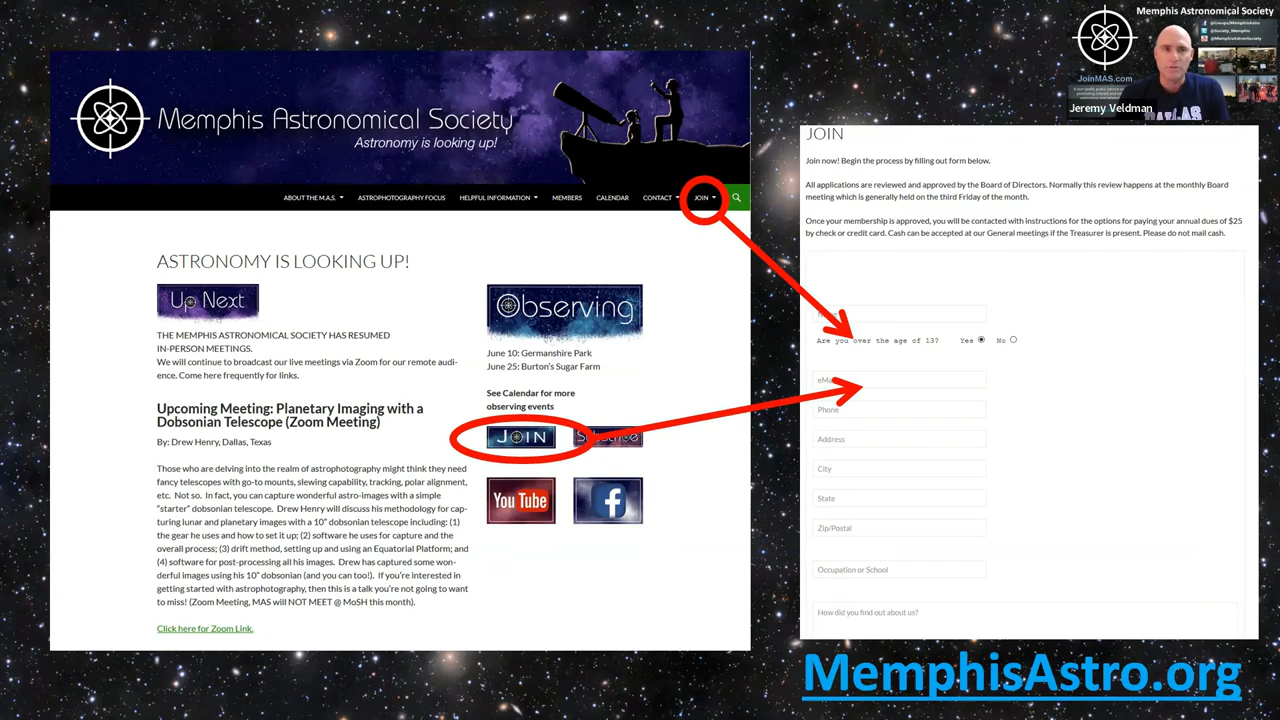 Memphis Astronomical Society
@Society_Memphis
@MemphisAstronSociety
JoinMAS.com
Jeremy Veldman
Memphis Astronomical Society
Astronomy is looking up!
ABOUT THE M.A.S. ASTROPHOTOGRAPHY FOCUS HELPFUL INFORMATION MEMBERS CALENDAR CONTACT JOIN
ASTRONOMY IS LOOKING UP!
Up Next
THE MEMPHIS ASTRONOMICAL SOCIETY HAS RESUMED
IN-PERSON MEETINGS.
We will continue to broadcast our live meetings via Zoom for our remote audi-
ence. Come here frequently for links.
Upcoming Meeting: Planetary Imaging with a
Dobsonian Telescope (Zoom Meeting)
By: Drew Henry, Dallas, Texas
Those who are delving into the realm of astrophotography might think they need
fancy telescopes with go-to mounts, slewing capability, tracking, polar alignment,
etc. Not so. In fact, you can capture wonderful astro-images with a simple
"starter" dobsonian telescope. Drew Henry will discuss his methodology for cap-
turing lunar and planetary images with a 10" dobsonian telescope including: (1)
the gear he uses and how to set it up; (2) software he uses for capture and the
overall process; (3) drift method, setting up and using an Equatorial Platform; and
(4) software for post-processing all his images. Drew has captured some won-
derful images using his 10" dobsonian (and you can too!). If you're interested in
getting started with astrophotography, then this is a talk you're not going to want
to miss! (Zoom Meeting, MAS will NOT MEET @ MoSH this month).
Click here for Zoom Link.
Observing
June 10: Germanshire Park
June 25: Burton's Sugar Farm
See Calendar for more
observing events
JOIN Subscribe
YouTube
f
JOIN
Join now! Begin the process by filling out form below.
All applications are reviewed and approved by the Board of Directors. Normally this review happens at the monthly Board
meeting which is generally held on the third Friday of the month.
Once your membership is approved, you will be contacted with instructions for the options for paying your annual dues of $25
by check or credit card. Cash can be accepted at our General meetings if the Treasurer is present. Please do not mail cash.
Are you over the age of 13? Yes No
Phone
Address
City
State
Zip/Postal
Occupation or School
How did you find out about us?
MemphisAstro.org